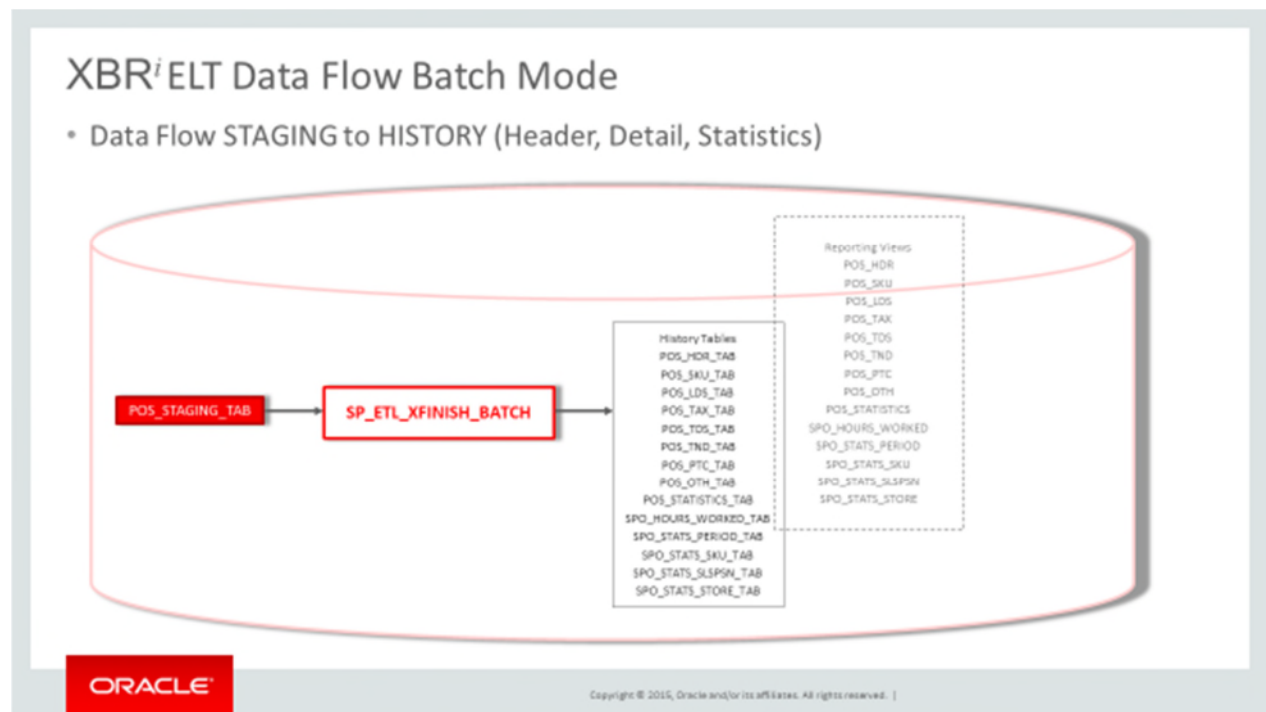 XBRⁱ ELT Data Flow Batch Mode
• Data Flow STAGING to HISTORY (Header, Detail, Statistics)
POS_STAGING_TAB
SP_ETL_XFINISH_BATCH
History Tables
POS_HDR_TAB
POS_SKU_TAB
POS_LDS_TAB
POS_TAX_TAB
POS_TDS_TAB
POS_TND_TAB
POS_PTC_TAB
POS_OTH_TAB
POS_STATISTICS_TAB
SPO_HOURS_WORKED_TAB
SPO_STATS_PERIOD_TAB
SPO_STATS_SKU_TAB
SPO_STATS_SLSPSN_TAB
SPO_STATS_STORE_TAB
Reporting Views
POS_HDR
POS_SKU
POS_LDS
POS_TAX
POS_TDS
POS_TND
POS_PTC
POS_OTH
POS_STATISTICS
SPO_HOURS_WORKED
SPO_STATS_PERIOD
SPO_STATS_SKU
SPO_STATS_SLSPSN
SPO_STATS_STORE
ORACLE®
Copyright © 2015, Oracle and/or its affiliates. All rights reserved. |